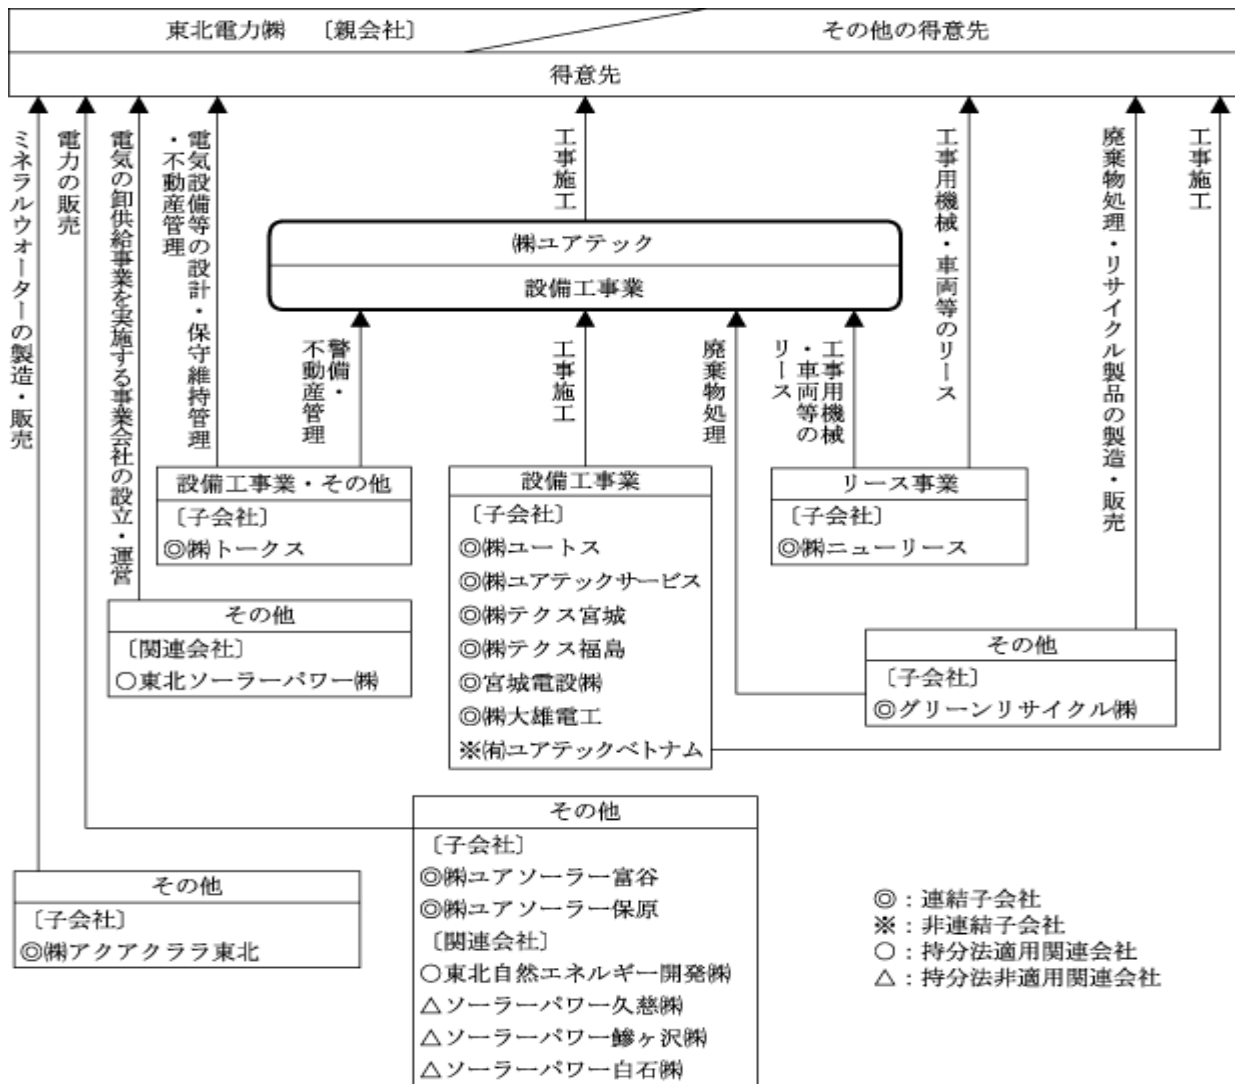 東北電力㈱　〔親会社〕
その他の得意先
得意先
ミネラルウォーターの製造・販売
電力の販売
電気の卸供給事業を実施する事業会社の設立・運営
電気設備等の設計・保守維持管理
・不動産管理
工事施工
工事用機械・車両等のリース
廃棄物処理・リサイクル製品の製造・販売
工事施工
㈱ユアテック
設備工事業
警備・
不動産管理
工事施工
廃棄物処理
工事用機械
・車両等の
リース
設備工事業・その他
〔子会社〕
◎㈱トークス
設備工事業
〔子会社〕
◎㈱ユートス
◎㈱ユアテックサービス
◎㈱テクス宮城
◎㈱テクス福島
◎宮城電設㈱
◎㈱大雄電工
※㈲ユアテックベトナム
リース事業
〔子会社〕
◎㈱ニューリース
その他
〔関連会社〕
○東北ソーラーパワー㈱
その他
〔子会社〕
◎グリーンリサイクル㈱
その他
〔子会社〕
◎㈱ユアソーラー富谷
◎㈱ユアソーラー保原
〔関連会社〕
○東北自然エネルギー開発㈱
△ソーラーパワー久慈㈱
△ソーラーパワー鰺ヶ沢㈱
△ソーラーパワー白石㈱
その他
〔子会社〕
◎㈱アクアクララ東北
◎：連結子会社
※：非連結子会社
○：持分法適用関連会社
△：持分法非適用関連会社